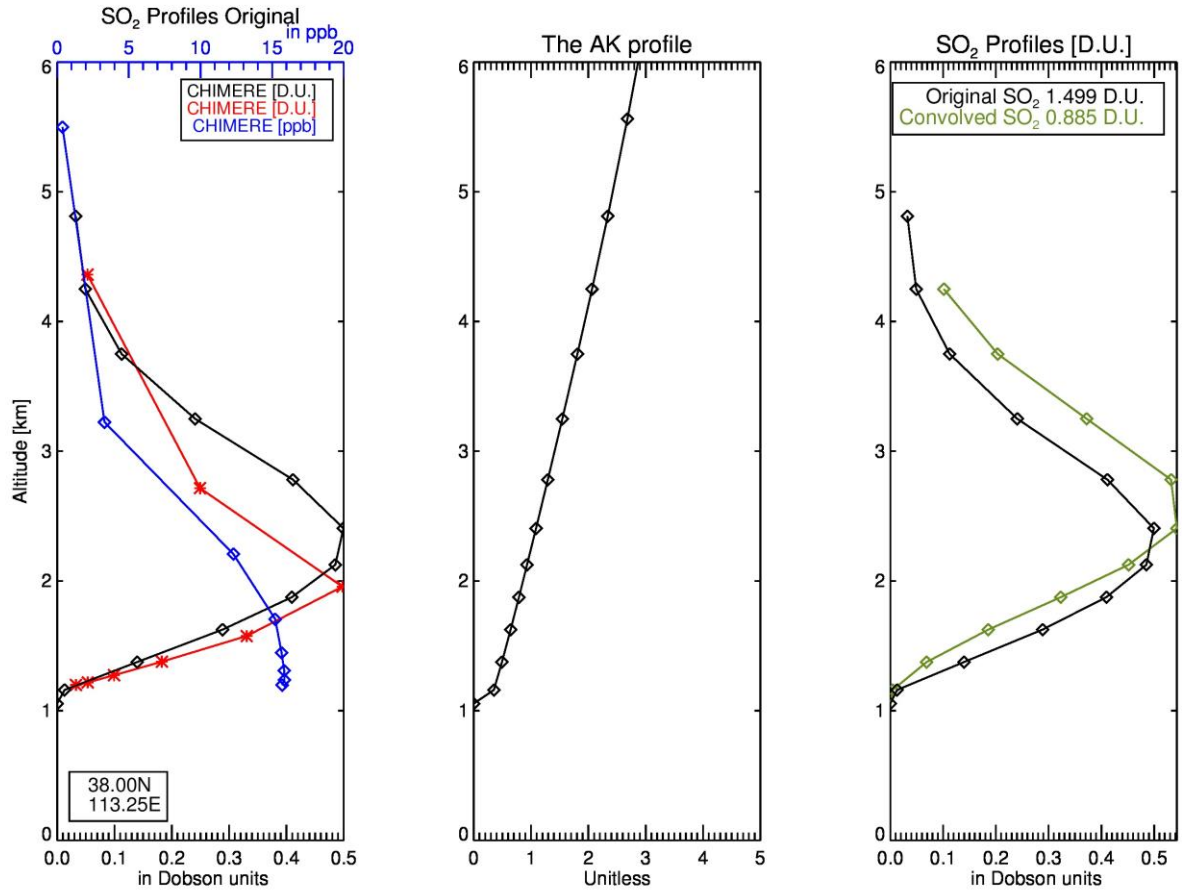 SO₂ Profiles Original
in ppb
0 5 10 15 20
6
5
4
3
2
1
0
Altitude [km]
CHIMERE [D.U.]
CHIMERE [D.U.]
CHIMERE [ppb]
38.00N
113.25E
0.0 0.1 0.2 0.3 0.4 0.5
in Dobson units
The AK profile
6
5
4
3
2
1
0
0 1 2 3 4 5
Unitless
SO₂ Profiles [D.U.]
6
5
4
3
2
1
0
Original SO₂ 1.499 D.U.
Convolved SO₂ 0.885 D.U.
0.0 0.1 0.2 0.3 0.4 0.5
in Dobson units